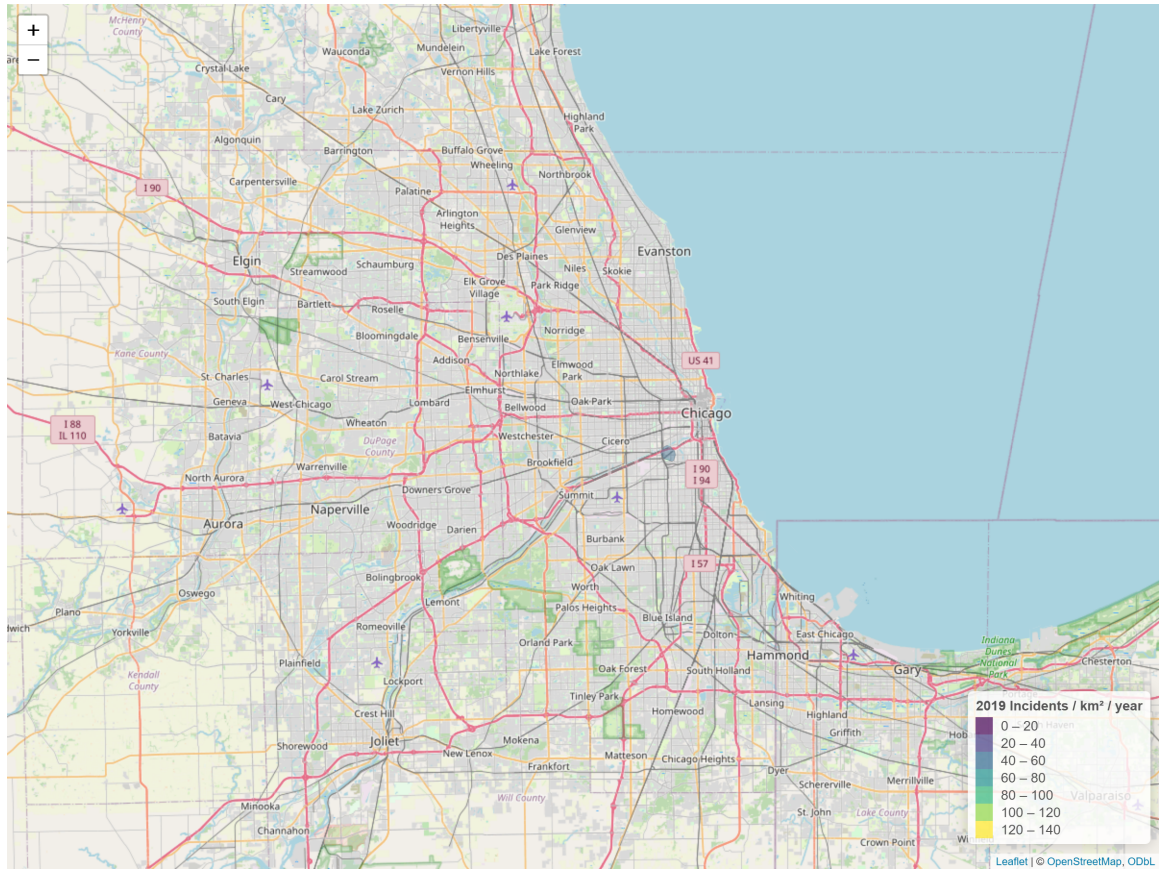 +
−
McHenry
County
Libertyville
Wauconda
Mundelein
Lake Forest
Crystal Lake
Vernon Hills
Cary
Lake Zurich
Highland
Park
Algonquin
Barrington
Buffalo Grove
Wheeling
Northbrook
Carpentersville
I 90
Palatine
Arlington
Heights
Glenview
Evanston
Elgin
Streamwood
Schaumburg
Des Plaines
Niles
Skokie
Elk Grove
Village
Park Ridge
South Elgin
Bartlett
Roselle
Bloomingdale
Bensenville
Norridge
Kane County
Addison
US 41
St. Charles
Carol Stream
Northlake
Elmwood
Park
Elmhurst
Geneva
West Chicago
Lombard
Bellwood
Oak Park
Chicago
I 88
IL 110
Wheaton
Batavia
DuPage
County
Westchester
Cicero
Warrenville
Brookfield
North Aurora
I 90
I 94
Downers Grove
Summit
Aurora
Naperville
Woodridge
Darien
Burbank
Bolingbrook
Oak Lawn
I 57
Oswego
Lemont
Worth
Palos Heights
Whiting
Plano
dwich
Yorkville
Romeoville
Blue Island
Orland Park
Dolton
East Chicago
Plainfield
Hammond
Indiana
Dunes
National
Park
Chesterton
Kendall
County
Lockport
Oak Forest
South Holland
Gary
Tinley Park
Crest Hill
Homewood
Lansing
Highland
Shorewood
Joliet
Mokena
New Lenox
Frankfort
Matteson
Chicago Heights
Griffith
Dyer
Schererville
Merrillville
Minooka
Will County
St. John
Lake County
Channahon
Crown Point
Valparaiso
2019 Incidents / km² / year
0 – 20
20 – 40
40 – 60
60 – 80
80 – 100
100 – 120
120 – 140
Leaflet | © OpenStreetMap, ODbL